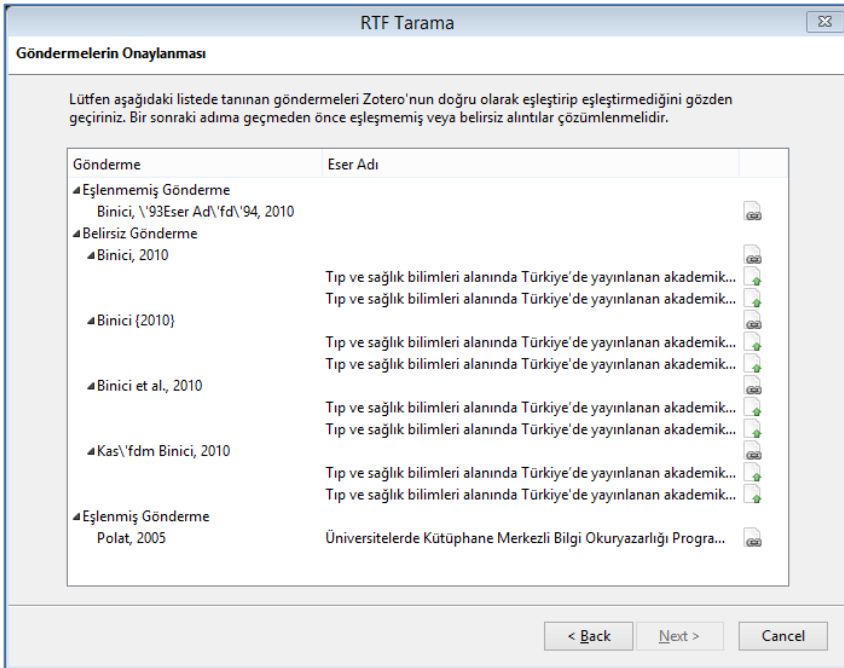 RTF Tarama
Göndermelerin Onaylanması
Lütfen aşağıdaki listede tanınan göndermeleri Zotero'nun doğru olarak eşleştirip eşleştirmediğini gözden
geçiriniz. Bir sonraki adıma geçmeden önce eşleşmemiş veya belirsiz alıntılar çözümlenmelidir.
Gönderme Eser Adı
Eşlenmemiş Gönderme
Binici, \'93Eser Ad\'fd\'94, 2010
Belirsiz Gönderme
Binici, 2010
Tıp ve sağlık bilimleri alanında Türkiye'de yayınlanan akademik...
Tıp ve sağlık bilimleri alanında Türkiye'de yayınlanan akademik...
Binici {2010}
Tıp ve sağlık bilimleri alanında Türkiye'de yayınlanan akademik...
Tıp ve sağlık bilimleri alanında Türkiye'de yayınlanan akademik...
Binici et al., 2010
Tıp ve sağlık bilimleri alanında Türkiye'de yayınlanan akademik...
Tıp ve sağlık bilimleri alanında Türkiye'de yayınlanan akademik...
Kas\'fdm Binici, 2010
Tıp ve sağlık bilimleri alanında Türkiye'de yayınlanan akademik...
Tıp ve sağlık bilimleri alanında Türkiye'de yayınlanan akademik...
Eşlenmiş Gönderme
Polat, 2005 Üniversitelerde Kütüphane Merkezli Bilgi Okuryazarlığı Progra...
< Back Next > Cancel